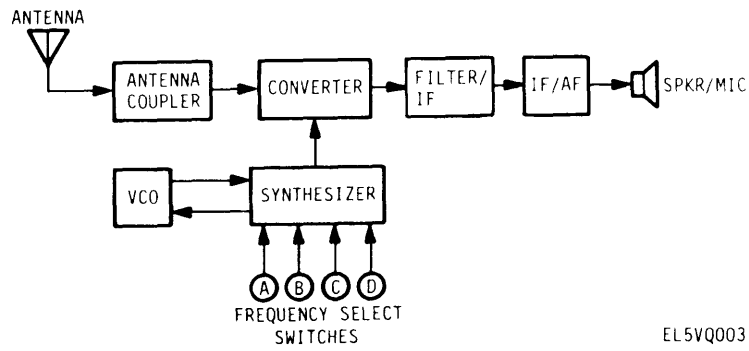 ANTENNA
ANTENNA
COUPLER
CONVERTER
FILTER/
IF
IF/AF
SPKR/MIC
VCO
SYNTHESIZER
A B C D
FREQUENCY SELECT
SWITCHES
EL5VQ003